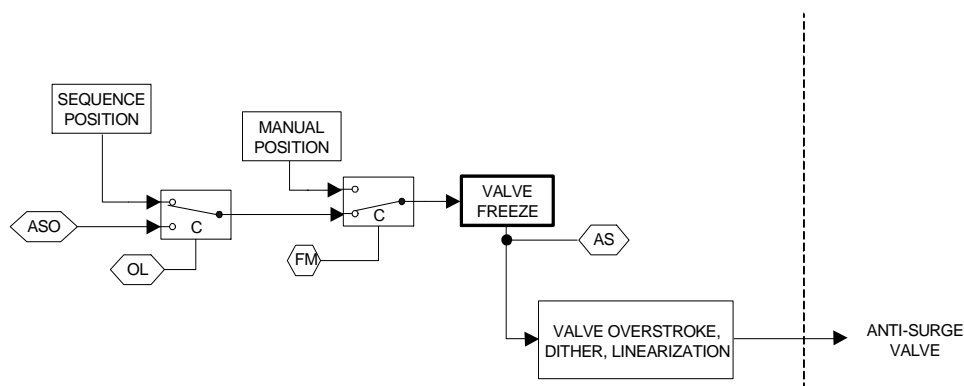 SEQUENCE
POSITION
MANUAL
POSITION
VALVE
FREEZE
C
C
ASO
AS
OL
FM
VALVE OVERSTROKE,
DITHER, LINEARIZATION
ANTI-SURGE
VALVE